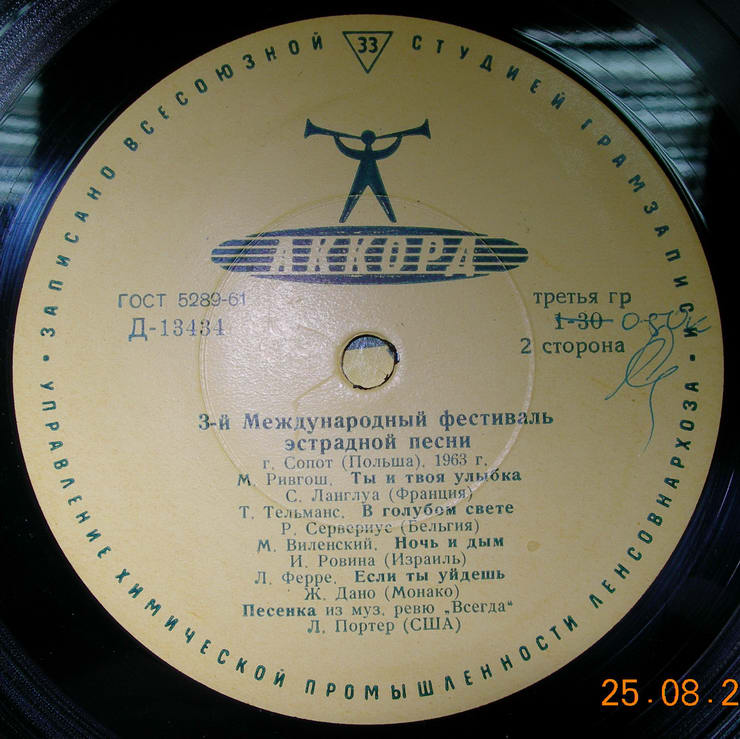 ЗАПИСАНО ВСЕСОЮЗНОЙ 33 СТУДИЕЙ ГРАМЗАПИСИ
АККОРД
ГОСТ 5289-61
Д-13434
третья гр
1-30
2 сторона
3-й Международный фестиваль
эстрадной песни
г. Сопот (Польша), 1963 г.
М. Ривгош. Ты и твоя улыбка
С. Ланглуа (Франция)
Т. Тельманс. В голубом свете
Р. Сервериус (Бельгия)
М. Виленский. Ночь и дым
И. Ровина (Израиль)
Л. Ферре. Если ты уйдешь
Ж. Дано (Монако)
Песенка из муз. ревю „Всегда"
Л. Портер (США)
УПРАВЛЕНИЕ ХИМИЧЕСКОЙ ПРОМЫШЛЕННОСТИ ЛЕНСОВНАРХОЗА
25.08.2